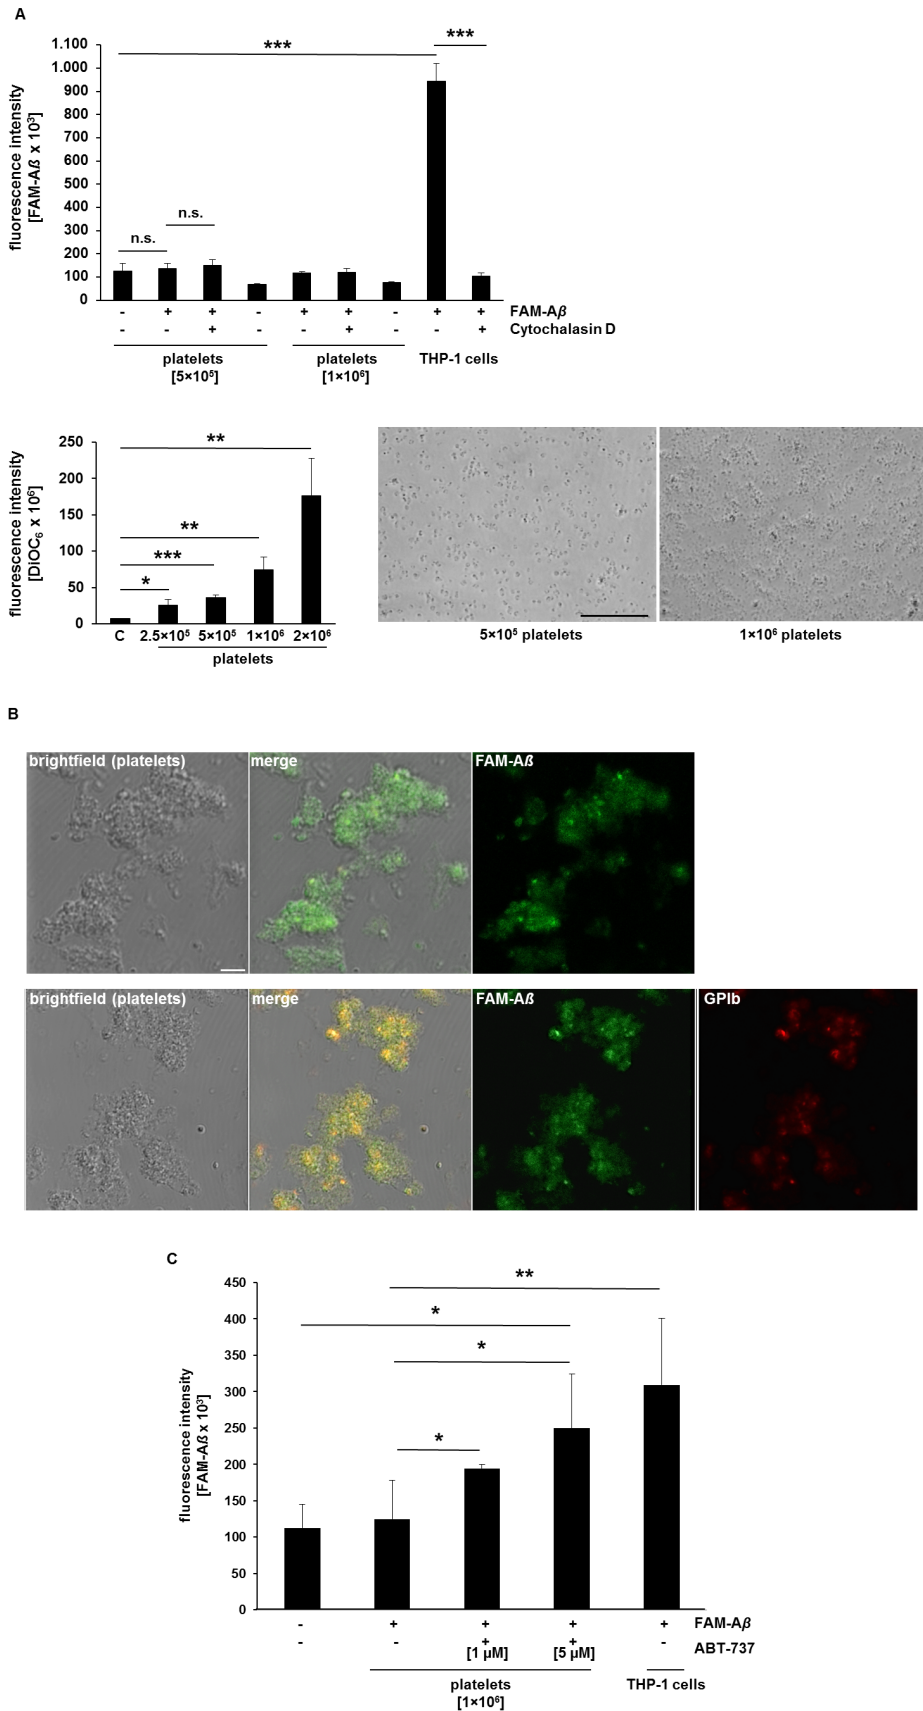 A
fluorescence intensity
[FAM-Aß x 10³]
1.100
1.000
900
800
700
600
500
400
300
200
100
0
n.s.
n.s.
***
***
- + + - + + - + + FAM-Aβ
- - + - - + - - + Cytochalasin D
platelets platelets THP-1 cells
[5×10⁵] [1×10⁶]
fluorescence intensity
[DiOC₆ x 10⁶]
250
200
150
100
50
0
**
**
***
*
C 2.5×10⁵ 5×10⁵ 1×10⁶ 2×10⁶
platelets
5×10⁵ platelets
1×10⁶ platelets
B
brightfield (platelets) merge FAM-Aß
brightfield (platelets) merge FAM-Aß GPIb
C
fluorescence intensity
[FAM-Aß x 10³]
450
400
350
300
250
200
150
100
50
0
**
*
*
*
- + + + + FAM-Aβ
- - + + - ABT-737
[1 µM] [5 µM]
platelets THP-1 cells
[1×10⁶]